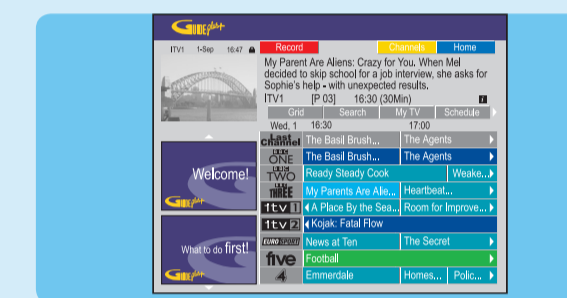 GUIDE Plus+
ITV1 1-Sep 16:47
Record Channels Home
My Parent Are Aliens: Crazy for You. When Mel
decided to skip school for a job interview, she asks for
Sophie's help - with unexpected results.
ITV1 [P 03] 16:30 (30Min) i
Grid Search My TV Schedule
Wed, 1 16:30 17:00
Last Channel The Basil Brush... The Agents
BBC ONE The Basil Brush... The Agents
BBC TWO Ready Steady Cook Weake...
BBC THREE My Parents Are Alie... Heartbeat...
itv 1 A Place By the Sea... Room for Improve...
itv 2 Kojak: Fatal Flow
EUROSPORT News at Ten The Secret
five Football
4 Emmerdale Homes... Polic...
Welcome!
GUIDE Plus+
What to do first!
GUIDE Plus+